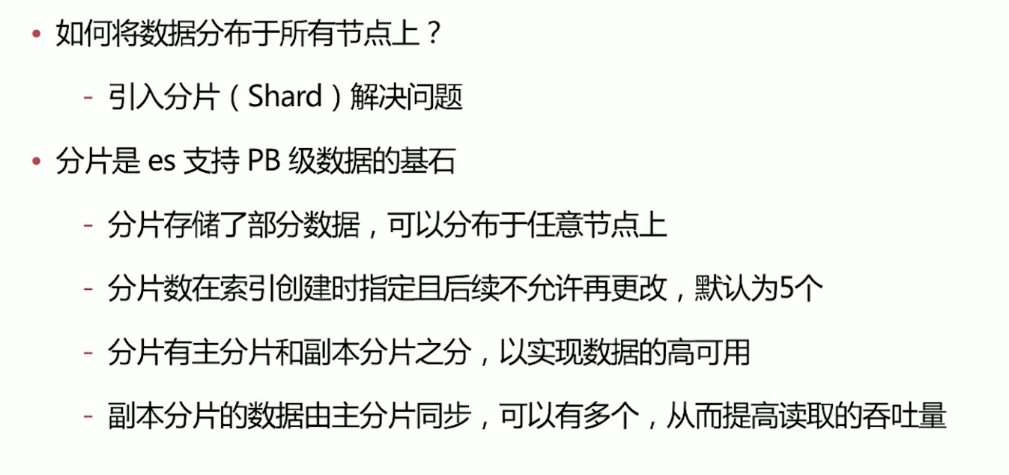 • 如何将数据分布于所有节点上？
- 引入分片（Shard）解决问题
• 分片是 es 支持 PB 级数据的基石
- 分片存储了部分数据，可以分布于任意节点上
- 分片数在索引创建时指定且后续不允许再更改，默认为5个
- 分片有主分片和副本分片之分，以实现数据的高可用
- 副本分片的数据由主分片同步，可以有多个，从而提高读取的吞吐量